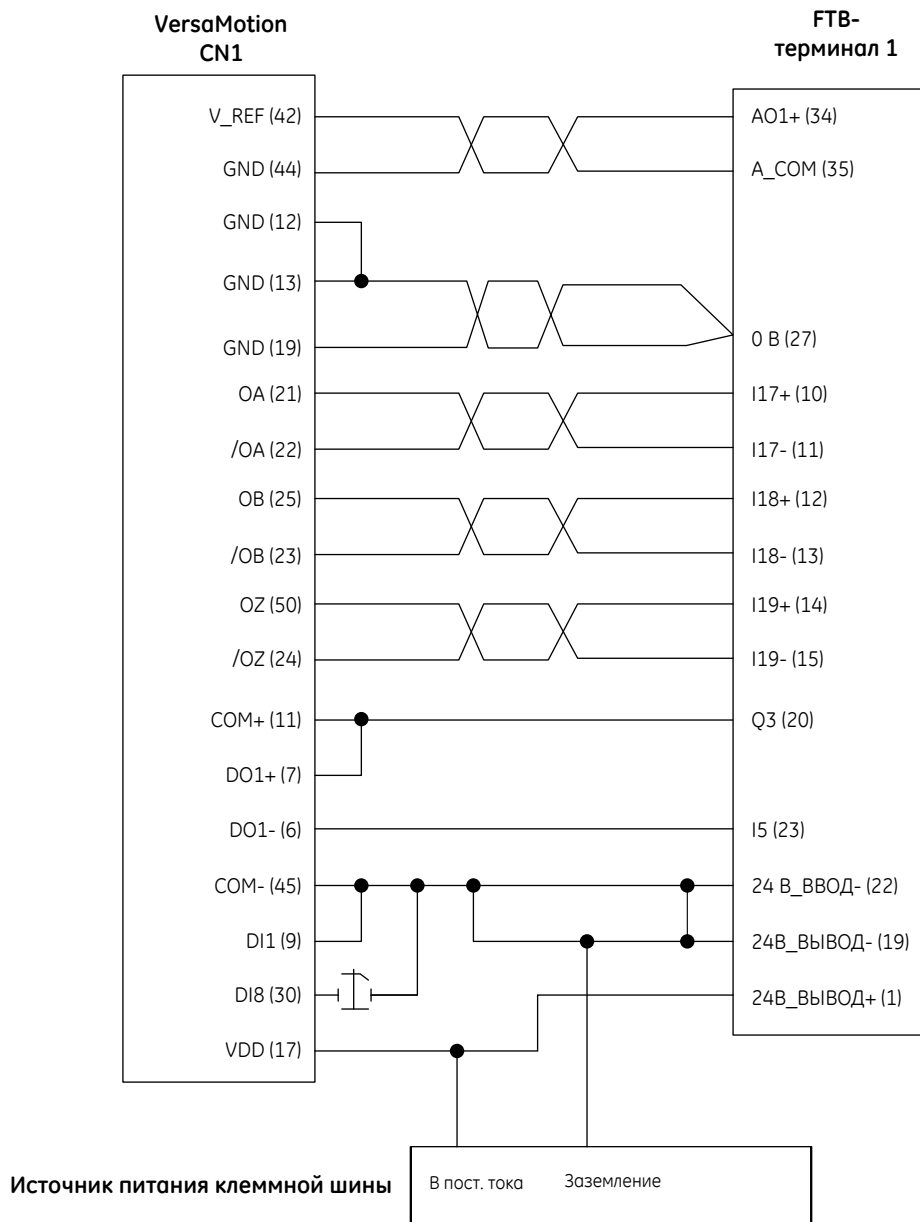 VersaMotion
CN1
FTB-
терминал 1
V_REF (42)
GND (44)
GND (12)
GND (13)
GND (19)
OA (21)
/OA (22)
OB (25)
/OB (23)
OZ (50)
/OZ (24)
COM+ (11)
DO1+ (7)
DO1- (6)
COM- (45)
DI1 (9)
DI8 (30)
VDD (17)
AO1+ (34)
A_COM (35)
0 В (27)
I17+ (10)
I17- (11)
I18+ (12)
I18- (13)
I19+ (14)
I19- (15)
Q3 (20)
I5 (23)
24 В_ВВОД- (22)
24В_ВЫВОД- (19)
24В_ВЫВОД+ (1)
Источник питания клеммной шины
В пост. тока
Заземление